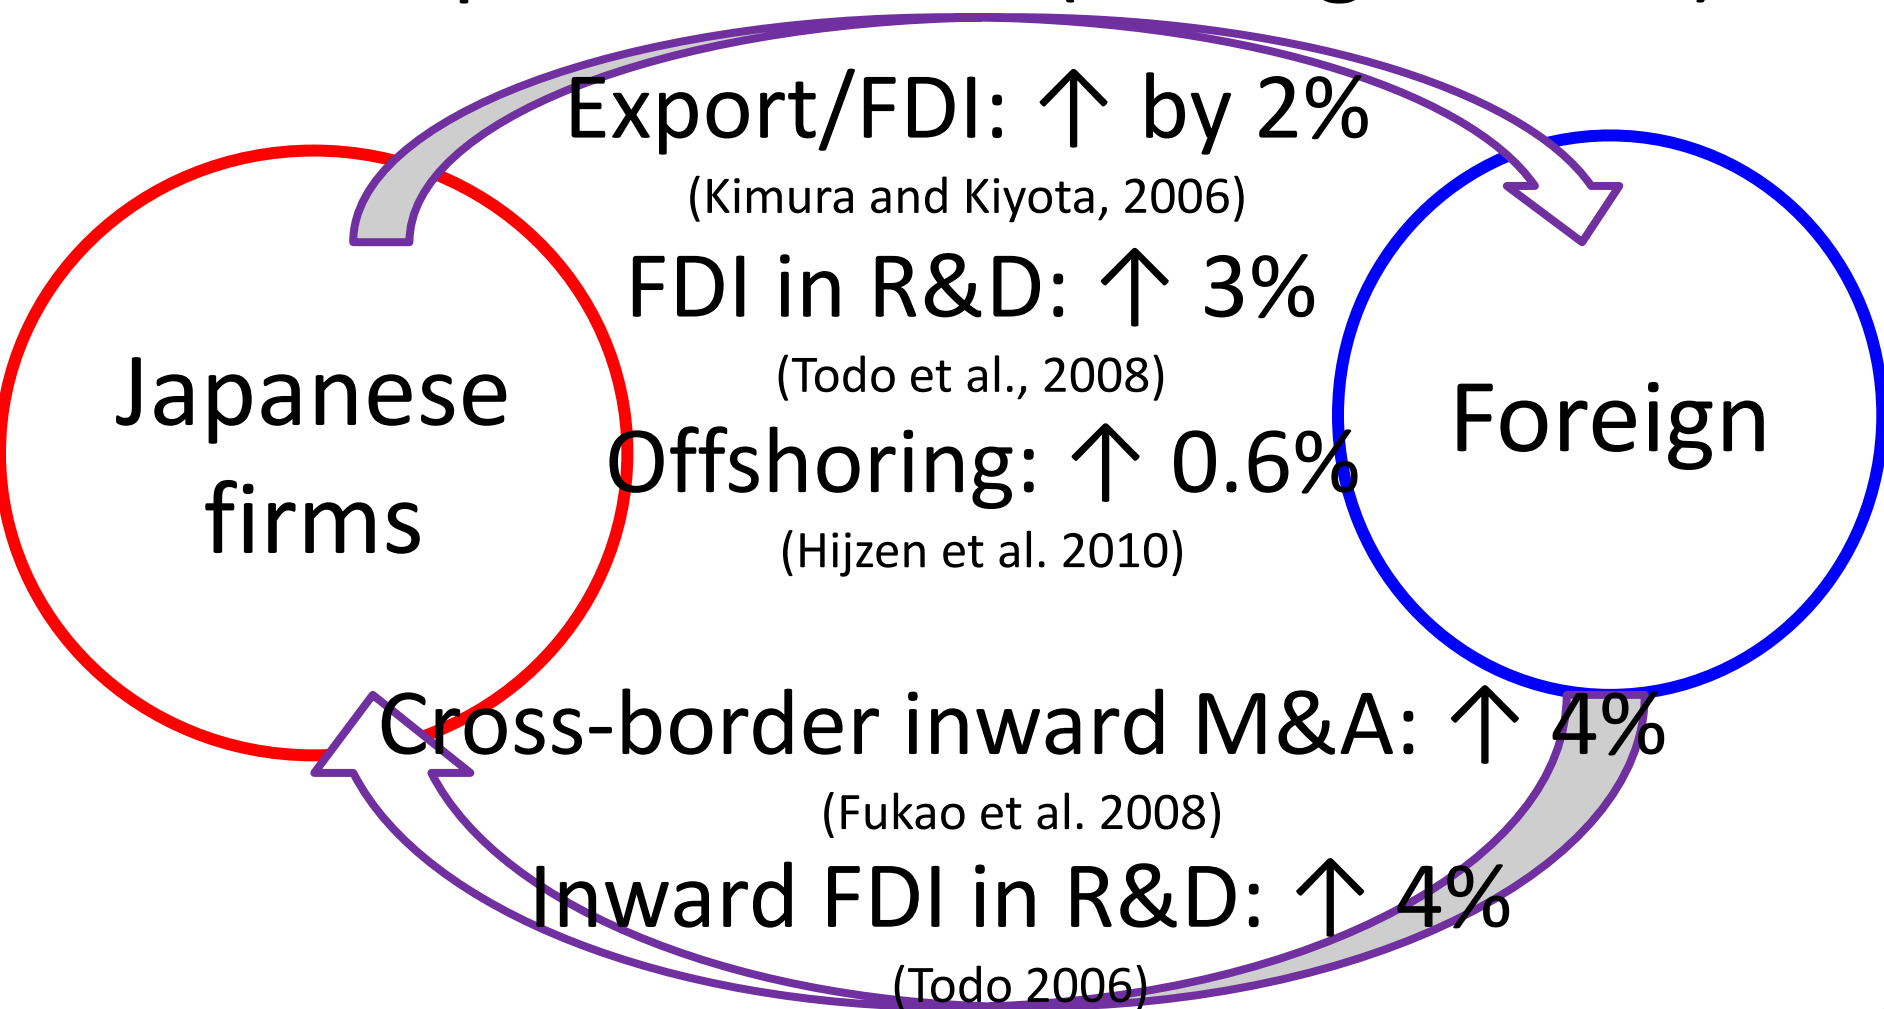 Export/FDI: ↑ by 2%
(Kimura and Kiyota, 2006)
FDI in R&D: ↑ 3%
(Todo et al., 2008)
Offshoring: ↑ 0.6%
(Hijzen et al. 2010)
Japanese
firms
Foreign
Cross-border inward M&A: ↑ 4%
(Fukao et al. 2008)
Inward FDI in R&D: ↑ 4%
(Todo 2006)